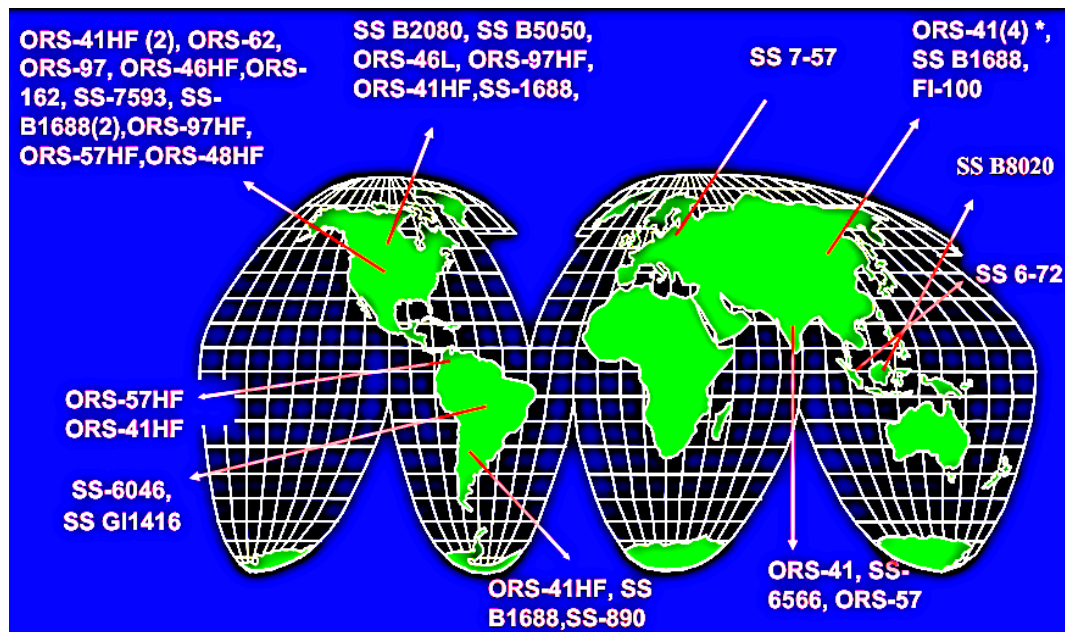 ORS-41HF (2), ORS-62,
ORS-97, ORS-46HF,ORS-
162, SS-7593, SS-
B1688(2),ORS-97HF,
ORS-57HF,ORS-48HF
SS B2080, SS B5050,
ORS-46L, ORS-97HF,
ORS-41HF,SS-1688,
SS 7-57
ORS-41(4) *,
SS B1688,
FI-100
SS B8020
SS 6-72
ORS-57HF
ORS-41HF
SS-6046,
SS GI1416
ORS-41HF, SS
B1688,SS-890
ORS-41, SS-
6566, ORS-57